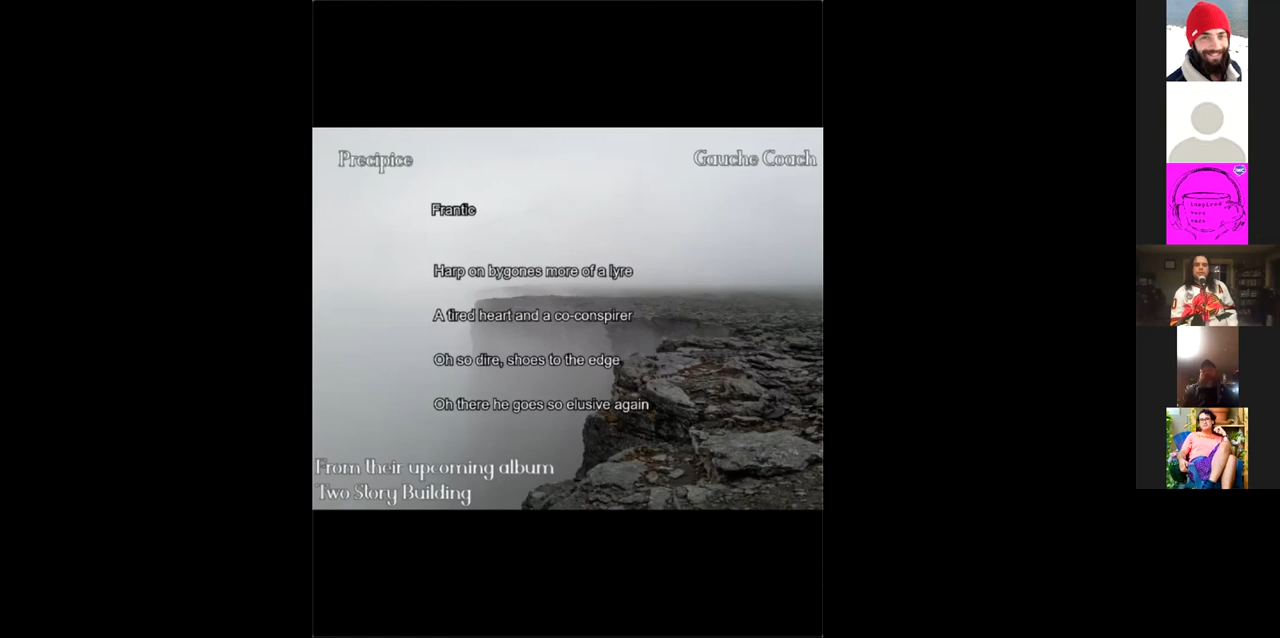 Precipice
Gauche Coach
Frantic
Harp on bygones more of a lyre
A tired heart and a co-conspirer
Oh so dire, shoes to the edge
Oh there he goes so elusive again
From their upcoming album
Two Story Building
inspired